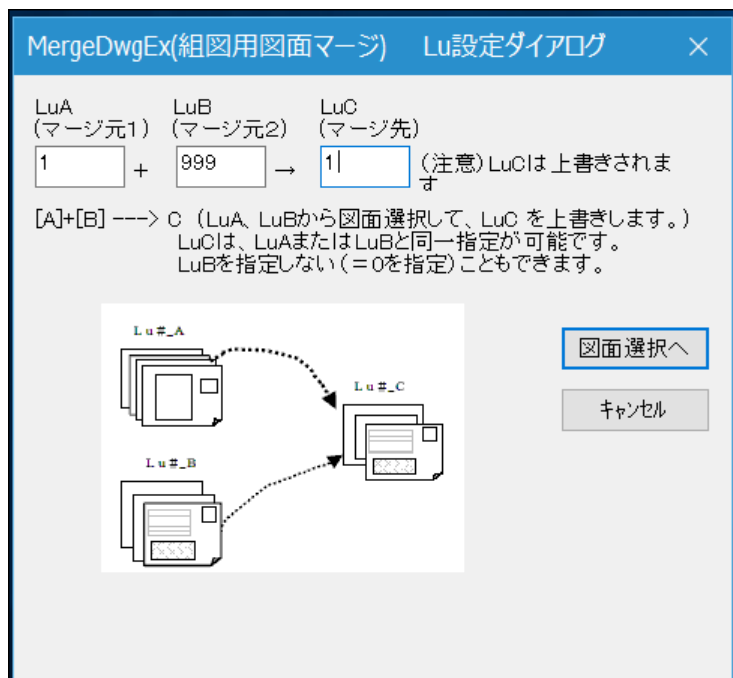 MergeDwgEx(組図用図面マージ)　Lu設定ダイアログ
LuA LuB LuC
(マージ元1) (マージ元2) (マージ先)
1 + 999 → 1 (注意)LuCは上書きされま
す
[A]+[B] ---> C (LuA、LuBから図面選択して、LuC を上書きします。)
LuCは、LuAまたはLuBと同一指定が可能です。
LuBを指定しない(=0を指定)こともできます。
Lu#_A
図面選択へ
Lu#_C
キャンセル
Lu#_B